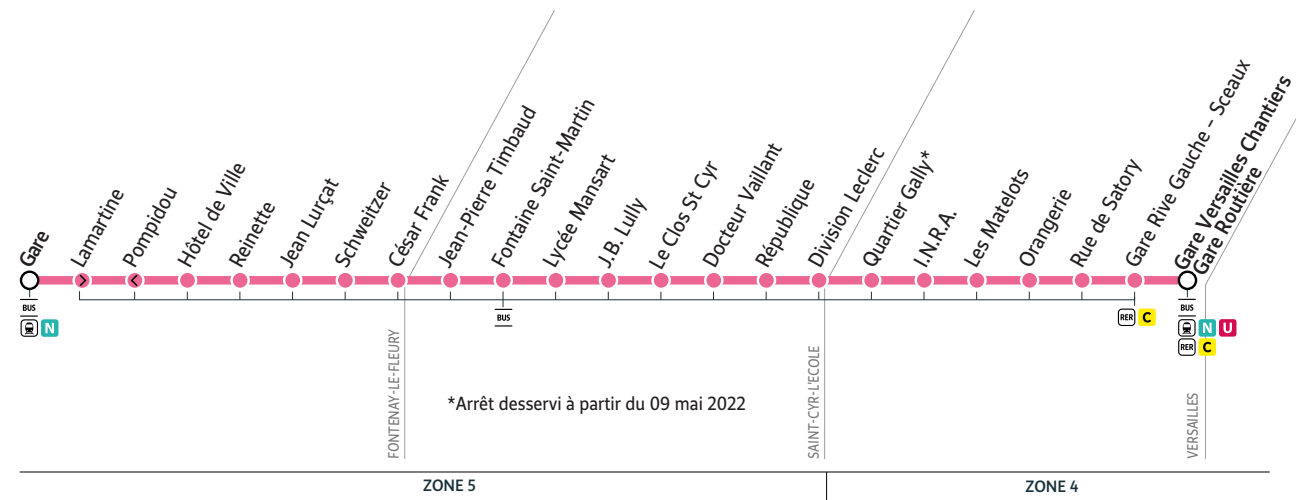 Gare
Lamartine
Pompidou
Hôtel de Ville
Reinette
Jean Lurçat
Schweitzer
César Frank
Jean-Pierre Timbaud
Fontaine Saint-Martin
Lycée Mansart
J.B. Lully
Le Clos St Cyr
Docteur Vaillant
République
Division Leclerc
Quartier Gally*
I.N.R.A.
Les Matelots
Orangerie
Rue de Satory
Gare Rive Gauche – Sceaux
Gare Versailles Chantiers
Gare Routière
BUS
N
BUS
RER C
BUS
N U
RER C
FONTENAY-LE-FLEURY
SAINT-CYR-L'ECOLE
VERSAILLES
*Arrêt desservi à partir du 09 mai 2022
ZONE 5
ZONE 4